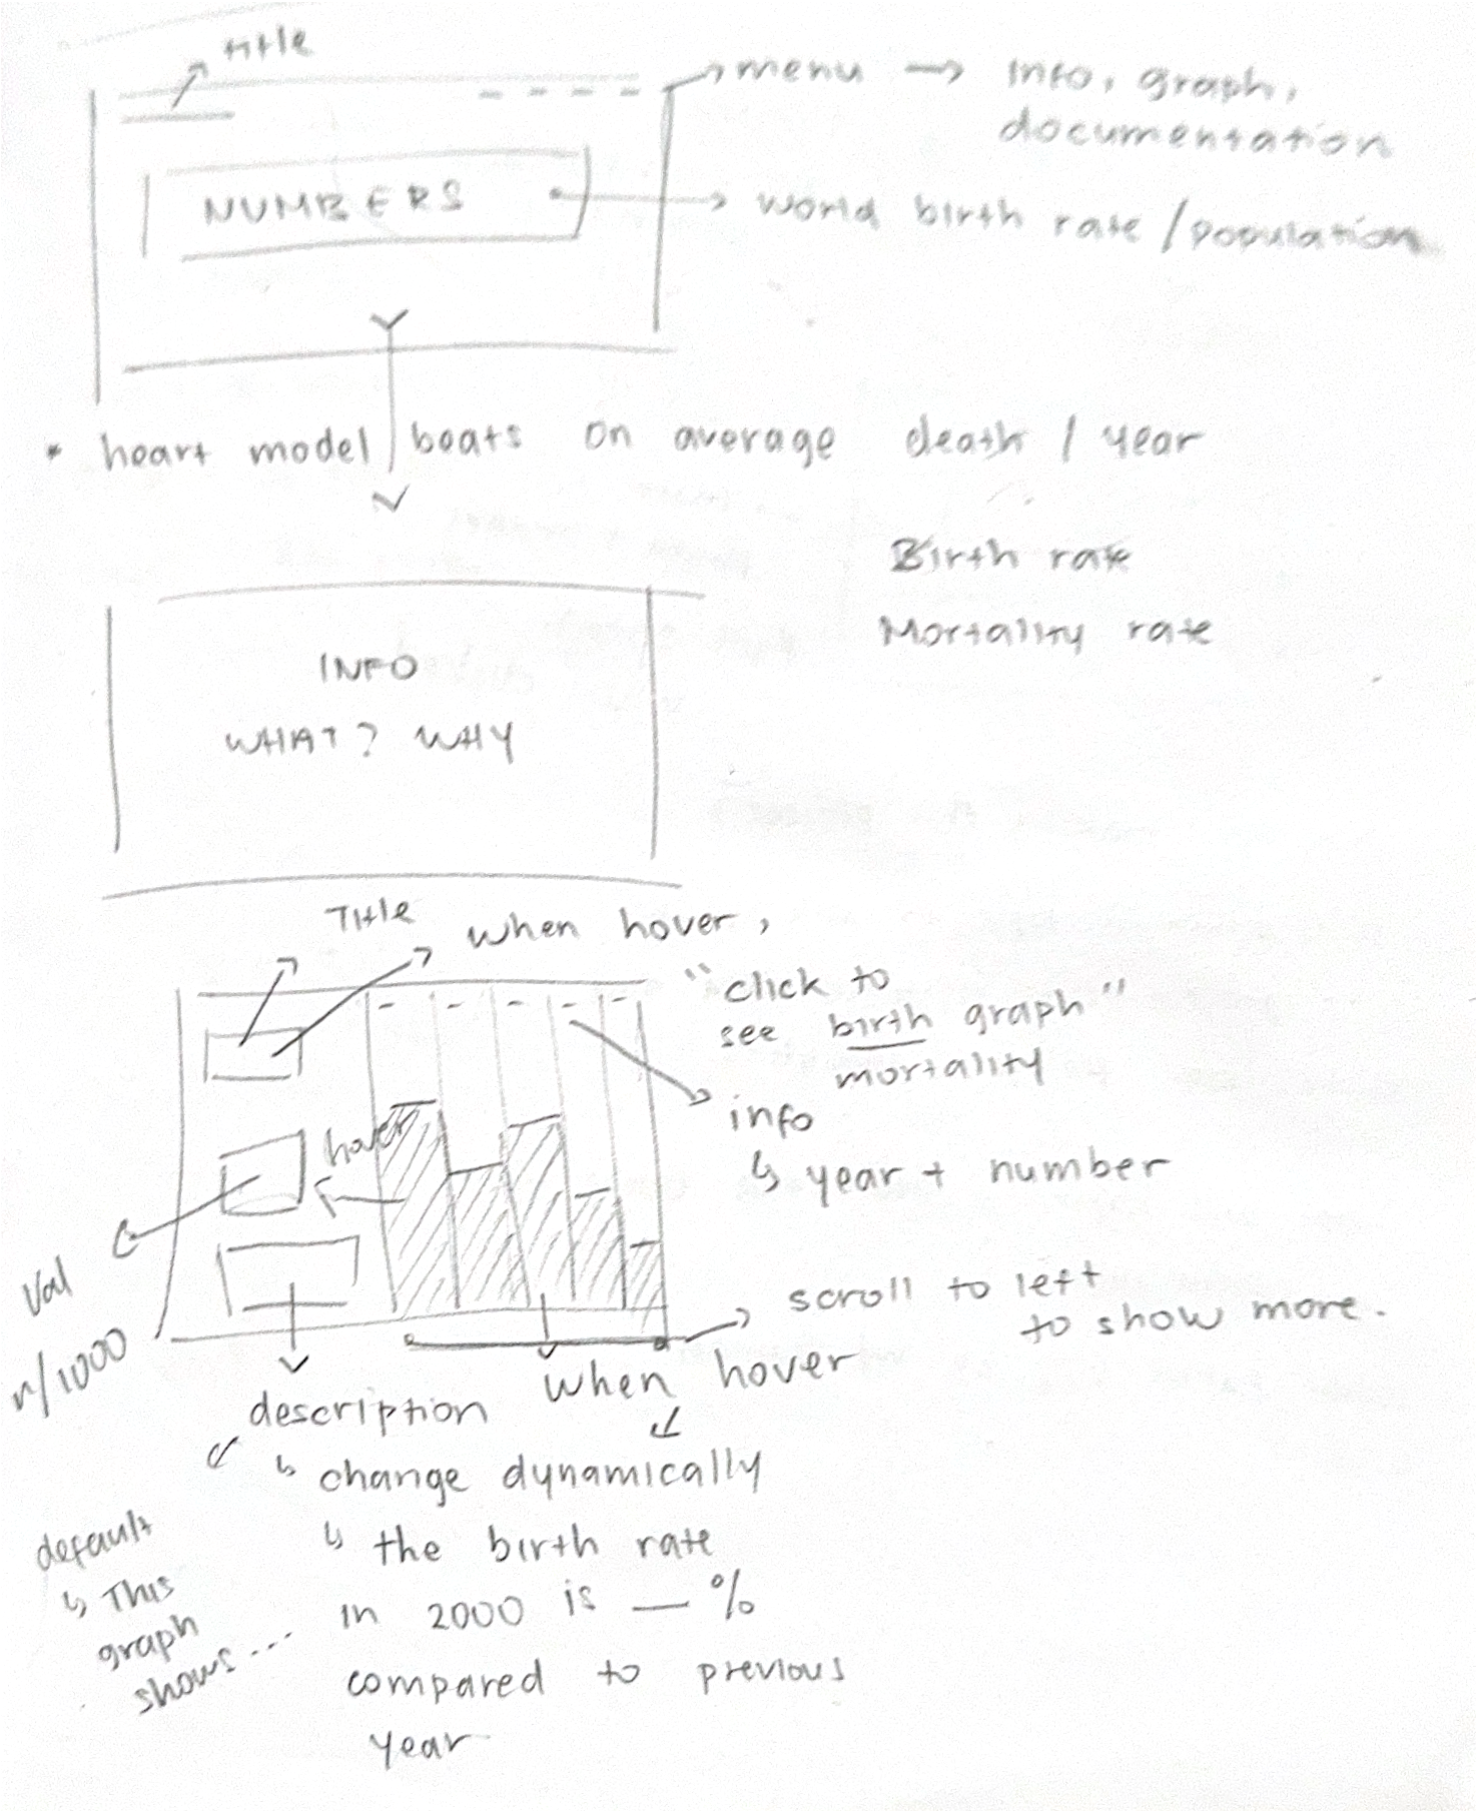 title
menu → info, graph,
documentation
NUMBERS
world birth rate / population
* heart model beats on average death / year
Birth rate
Mortality rate
INFO
WHAT? WHY
Title
when hover,
"click to
see birth graph"
mortality
info
↳ year + number
hover
Val
r/1000
scroll to left
to show more.
when hover
description
↳ change dynamically
↳ the birth rate
in 2000 is — %
compared to previous
year
default
↳ This
graph
shows...